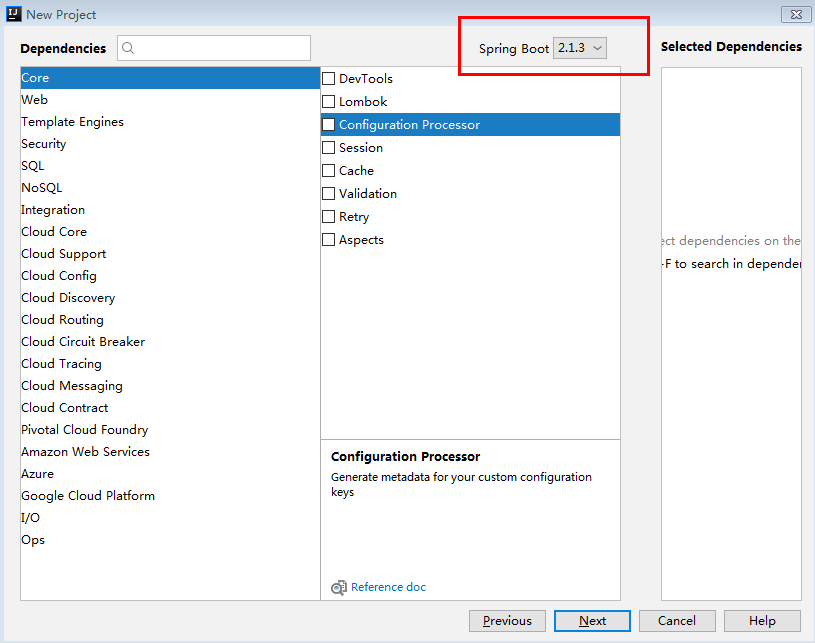 New Project
Dependencies
Spring Boot 2.1.3
Selected Dependencies
Core
Web
Template Engines
Security
SQL
NoSQL
Integration
Cloud Core
Cloud Support
Cloud Config
Cloud Discovery
Cloud Routing
Cloud Circuit Breaker
Cloud Tracing
Cloud Messaging
Cloud Contract
Pivotal Cloud Foundry
Amazon Web Services
Azure
Google Cloud Platform
I/O
Ops
DevTools
Lombok
Configuration Processor
Session
Cache
Validation
Retry
Aspects
Configuration Processor
Generate metadata for your custom configuration
keys
Reference doc
ect dependencies on the
-F to search in depender
Previous
Next
Cancel
Help